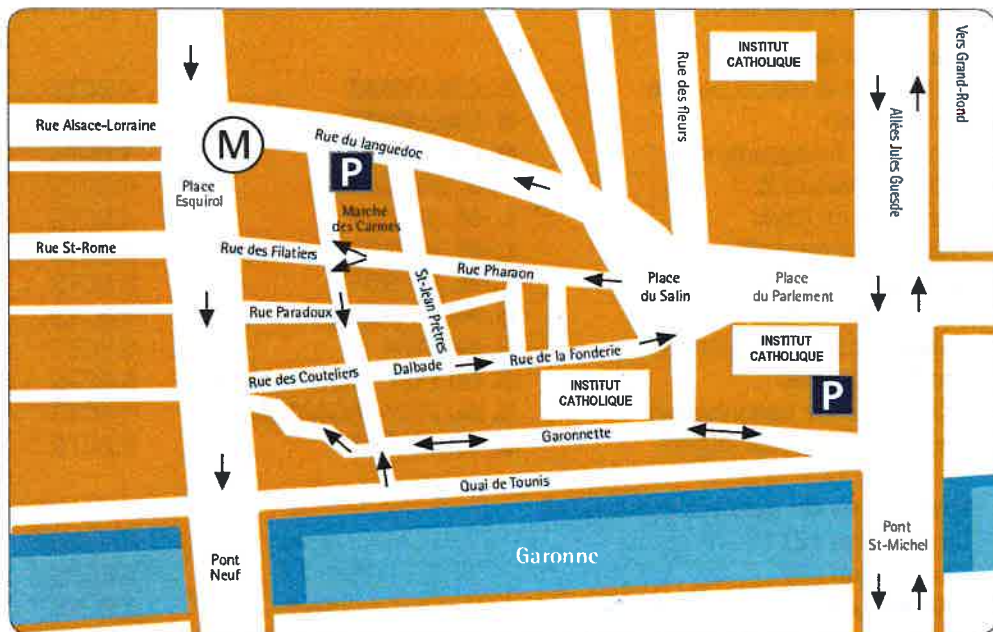 INSTITUT
CATHOLIQUE
Vers Grand-Rond
Rue des fleurs
Allées Jules Guesde
Rue Alsace-Lorraine
M
Rue du languedoc
P
Place
Esquirol
Marché
des Carmes
Rue St-Rome
Rue des Filatiers
Rue Pharaon
Place
du Salin
Place
du Parlement
St-Jean Prêtres
Rue Paradoux
INSTITUT
CATHOLIQUE
Rue de la Fonderie
Dalbade
Rue des Couteliers
INSTITUT
CATHOLIQUE
P
Garonnette
Quai de Tounis
Garonne
Pont
Neuf
Pont
St-Michel